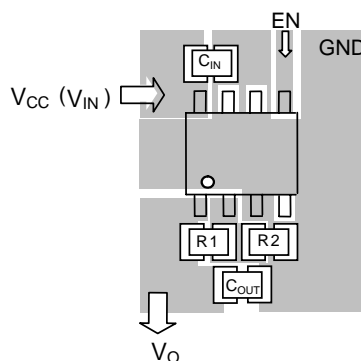 EN
GND
CIN
VCC (VIN)
R1 R2
COUT
VO